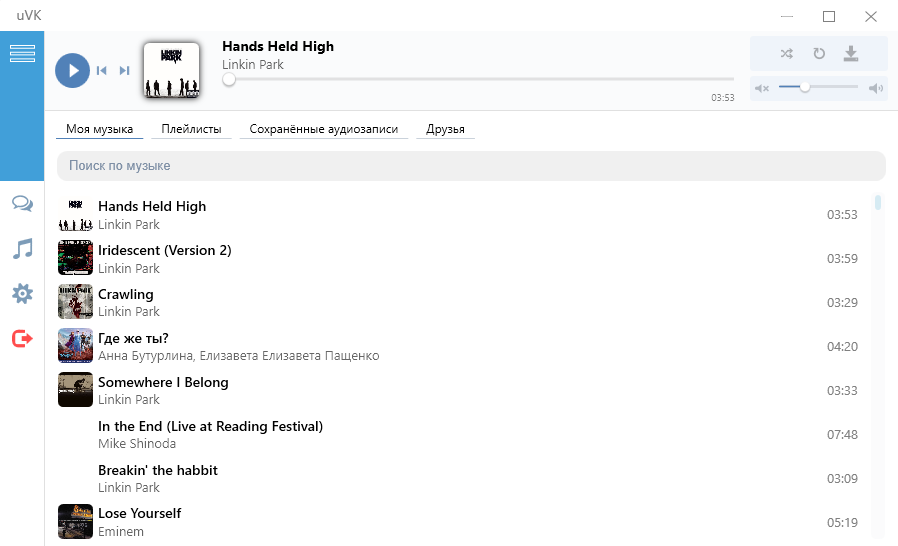 uVK
Hands Held High
Linkin Park
03:53
Моя музыка Плейлисты Сохранённые аудиозаписи Друзья
Поиск по музыке
Hands Held High
Linkin Park
03:53
Iridescent (Version 2)
Linkin Park
03:59
Crawling
Linkin Park
03:29
Где же ты?
Анна Бутурлина, Елизавета Елизавета Пащенко
04:20
Somewhere I Belong
Linkin Park
03:33
In the End (Live at Reading Festival)
Mike Shinoda
07:48
Breakin' the habbit
Linkin Park
03:09
Lose Yourself
Eminem
05:19